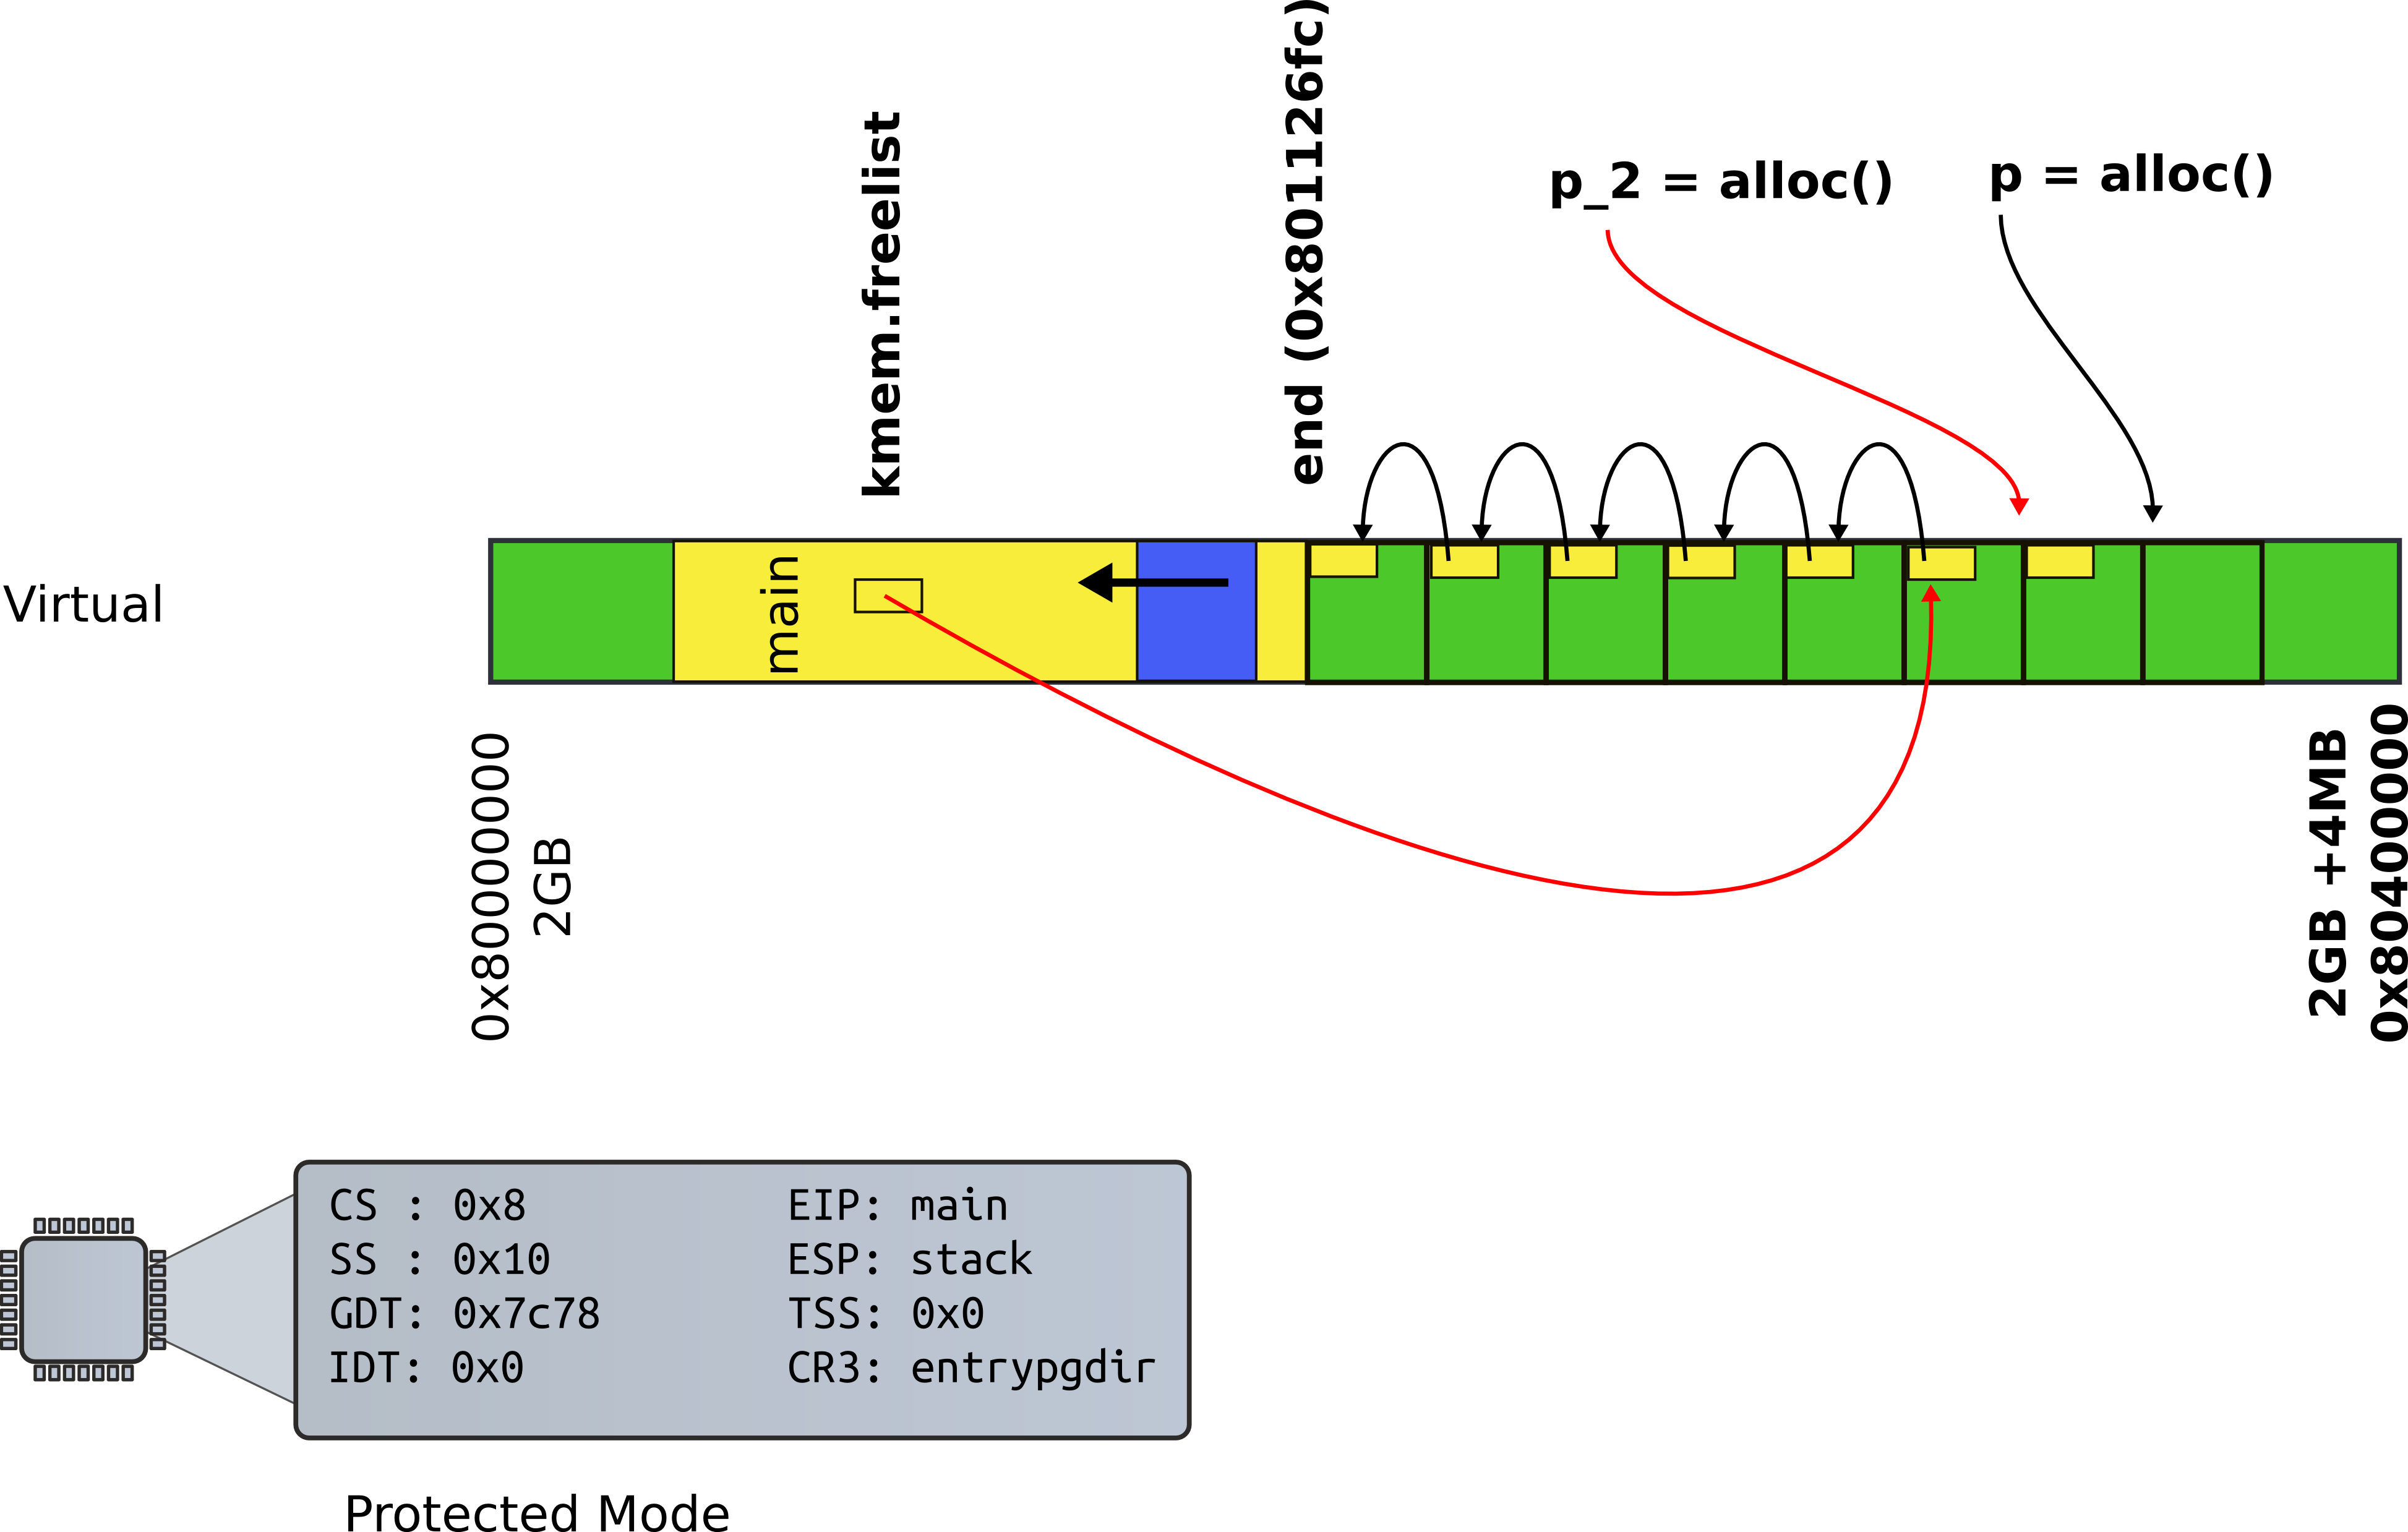 kmem.freelist
end (0x801126fc)
p_2 = alloc()
p = alloc()
Virtual
main
0x80000000
2GB
2GB +4MB
0x80400000
CS : 0x8
SS : 0x10
GDT: 0x7c78
IDT: 0x0
EIP: main
ESP: stack
TSS: 0x0
CR3: entrypgdir
Protected Mode